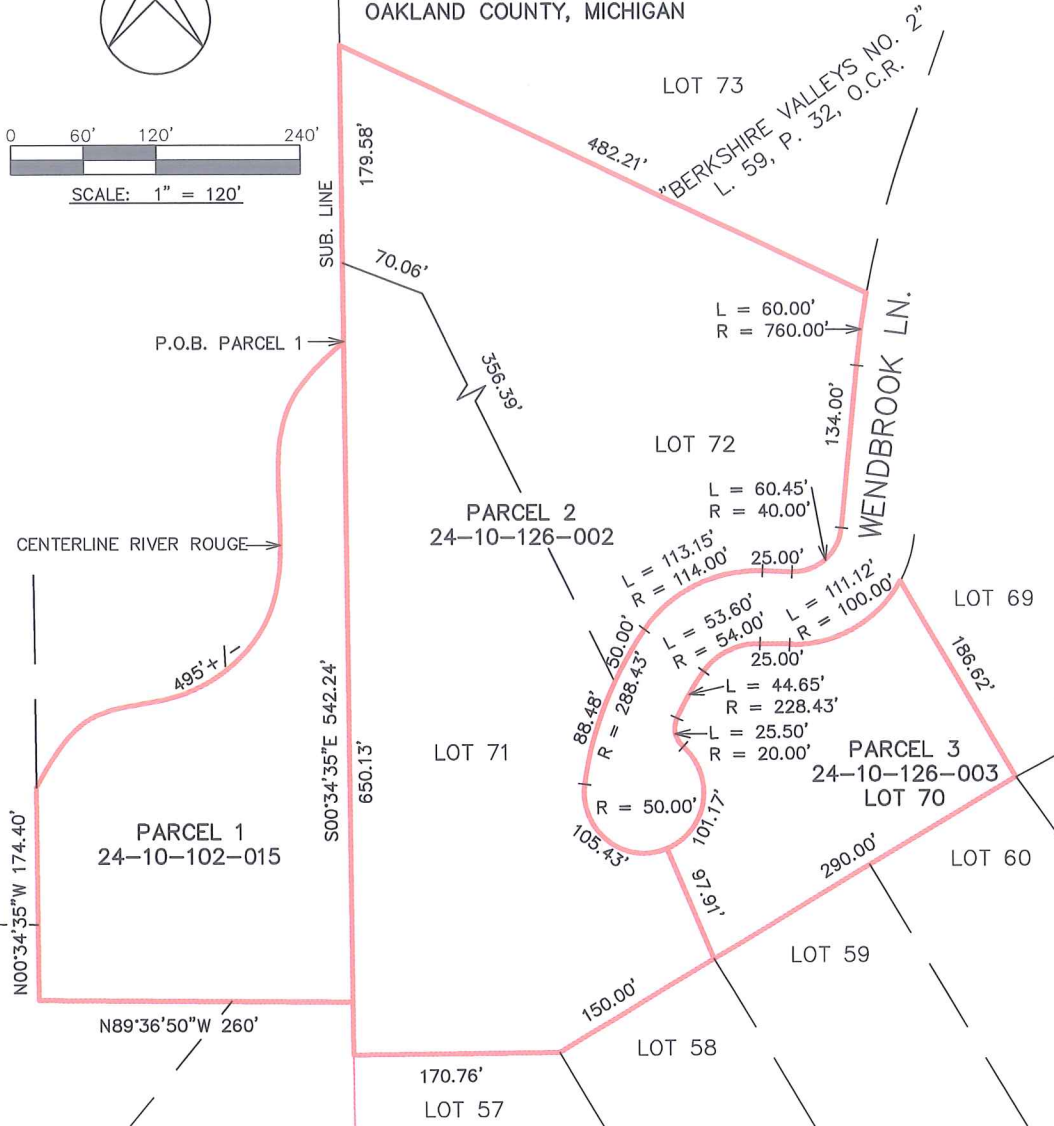 OAKLAND COUNTY, MICHIGAN
LOT 73
"BERKSHIRE VALLEYS NO. 2"
L. 59, P. 32, O.C.R.
0 60' 120' 240'
SCALE: 1" = 120'
179.58'
SUB. LINE
482.21'
70.06'
L = 60.00'
R = 760.00'
WENDBROOK LN.
P.O.B. PARCEL 1
356.39'
134.00'
LOT 72
L = 60.45'
R = 40.00'
PARCEL 2
24-10-126-002
CENTERLINE RIVER ROUGE
L = 113.15'
R = 114.00'
25.00'
L = 111.12'
R = 100.00'
LOT 69
L = 53.60'
R = 54.00'
50.00'
25.00'
186.62'
495'+/-
R = 288.43'
88.48'
L = 44.65'
R = 228.43'
L = 25.50'
R = 20.00'
S00°34'35"E 542.24'
650.13'
LOT 71
PARCEL 3
24-10-126-003
LOT 70
R = 50.00'
101.17'
105.43'
PARCEL 1
24-10-102-015
N00°34'35"W 174.40'
97.91'
290.00'
LOT 60
LOT 59
150.00'
N89°36'50"W 260'
LOT 58
170.76'
LOT 57